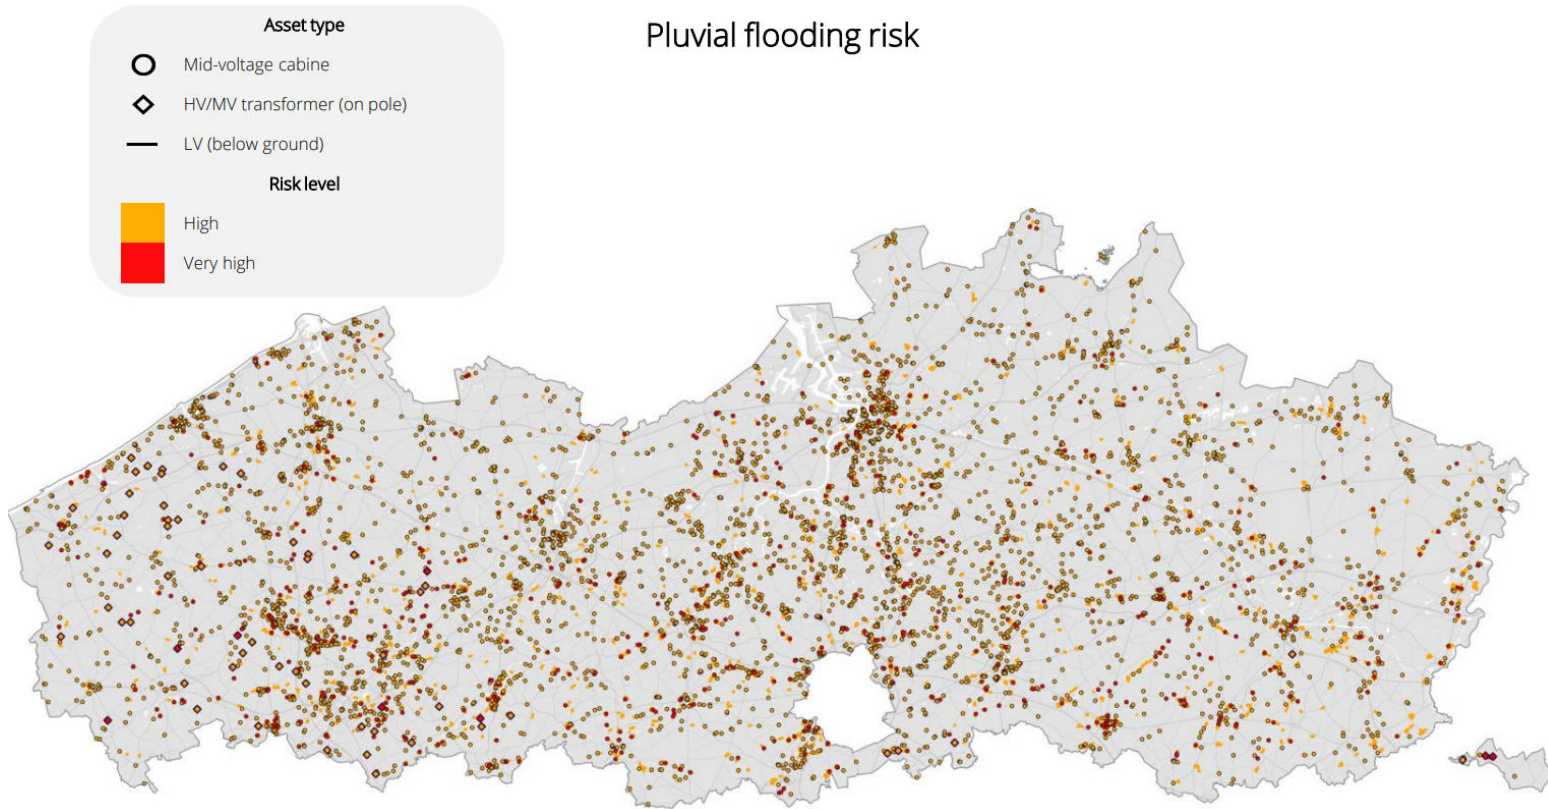 Pluvial flooding risk
Asset type
Mid-voltage cabine
HV/MV transformer (on pole)
LV (below ground)
Risk level
High
Very high